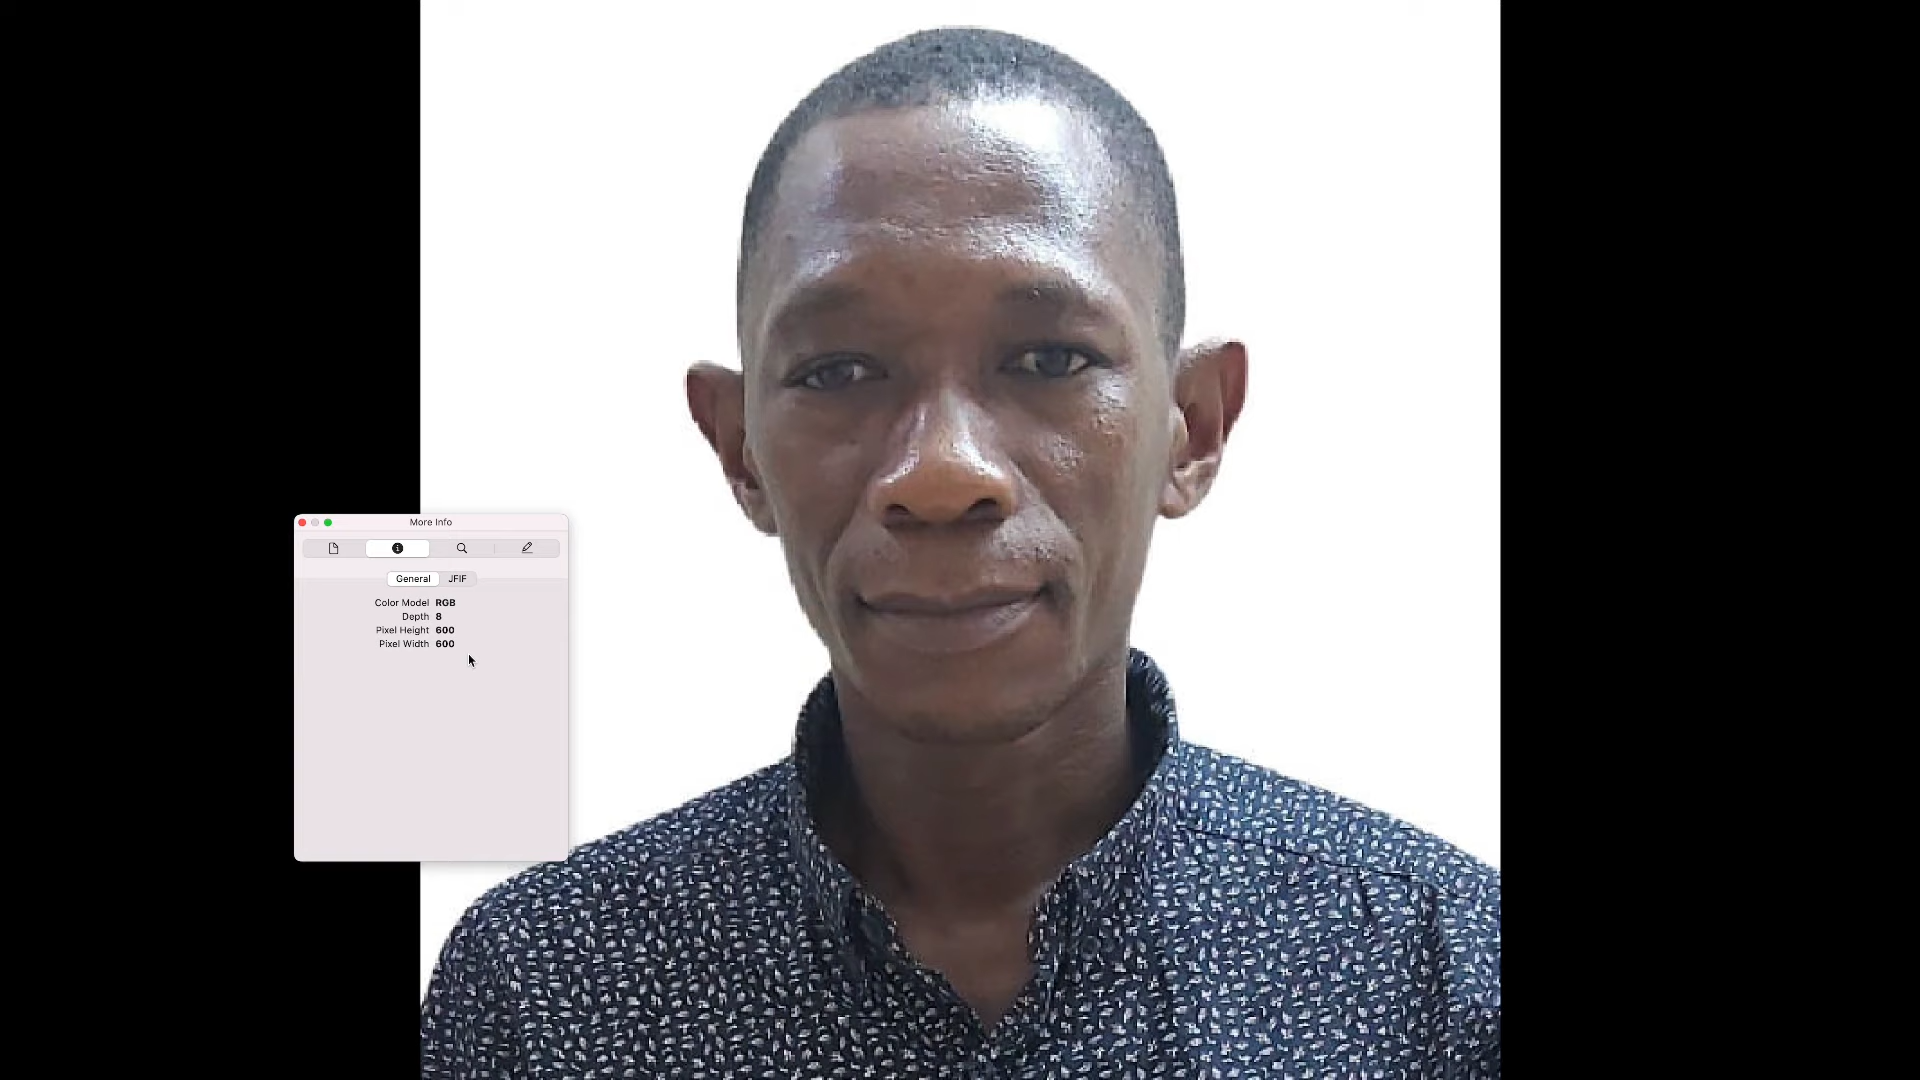 More Info
General JFIF
Color Model RGB
Depth 8
Pixel Height 600
Pixel Width 600